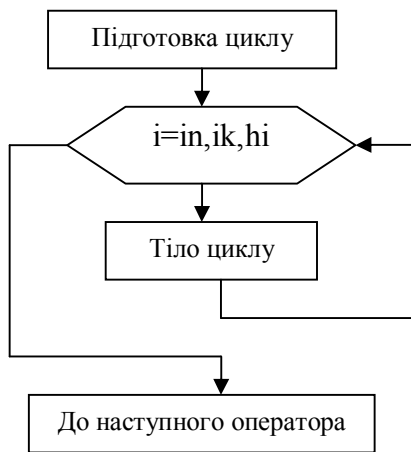 Підготовка циклу
i=in,ik,hi
Тіло циклу
До наступного оператора